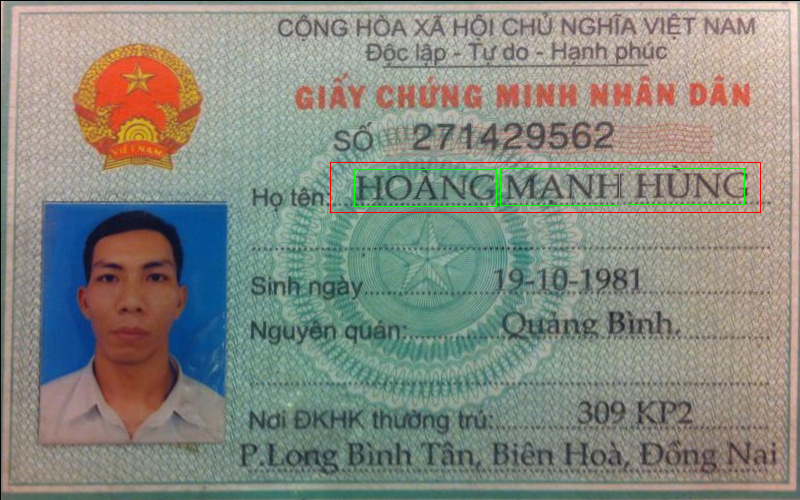 CỘNG HÒA XÃ HỘI CHỦ NGHĨA VIỆT NAM
Độc lập - Tự do - Hạnh phúc
GIẤY CHỨNG MINH NHÂN DÂN
SỐ 271429562
Họ tên: HOÀNG MẠNH HÙNG
Sinh ngày 19-10-1981
Nguyên quán: Quảng Bình.
Nơi ĐKHK thường trú: 309 KP2
P.Long Bình Tân, Biên Hoà, Đồng Nai
VIỆT NAM